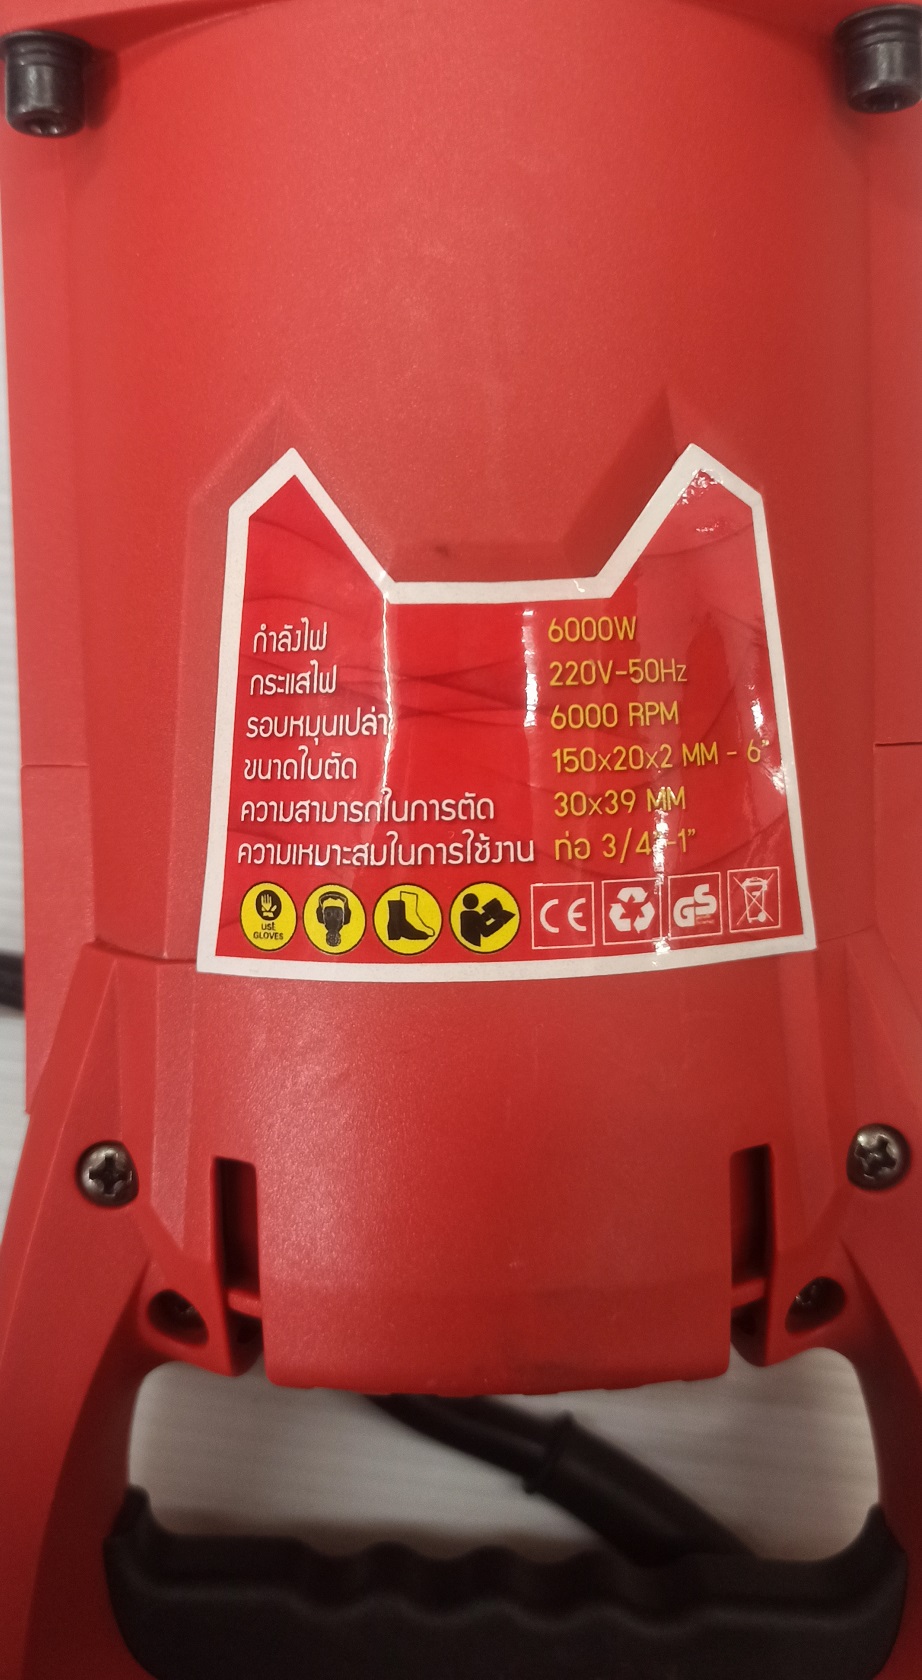 กำลังไฟ 6000W
กระแสไฟ 220V-50Hz
รอบหมุนเปล่า 6000 RPM
ขนาดใบตัด 150x20x2 MM - 6"
ความสามารถในการตัด 30x39 MM
ความเหมาะสมในการใช้งาน ท่อ 3/4"-1"
USE
GLOVES
CE
GS